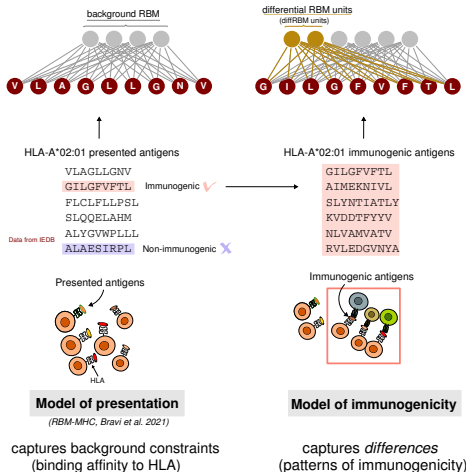 background RBM
V L A G L L G N V
HLA-A*02:01 presented antigens
VLAGLLGNV
GILGFVFTL
Immunogenic
FLCLFLLPSL
SLQQELAHM
ALYGWPLLL
Data from IEDB
ALAESIRPL
Non-immunogenic
Presented antigens
HLA
Model of presentation
(RBM-MHC, Bravi et al. 2021)
captures background constraints
(binding affinity to HLA)
differential RBM units
(diffRBM units)
G I L G F V F T L
HLA-A*02:01 immunogenic antigens
GILGFVFTL
AIMEKNIVL
SLYNTIATLY
KVDDTFYYV
NLVAMVATV
RVLEDGVNYA
Immunogenic antigens
Model of immunogenicity
captures differences
(patterns of immunogenicity)